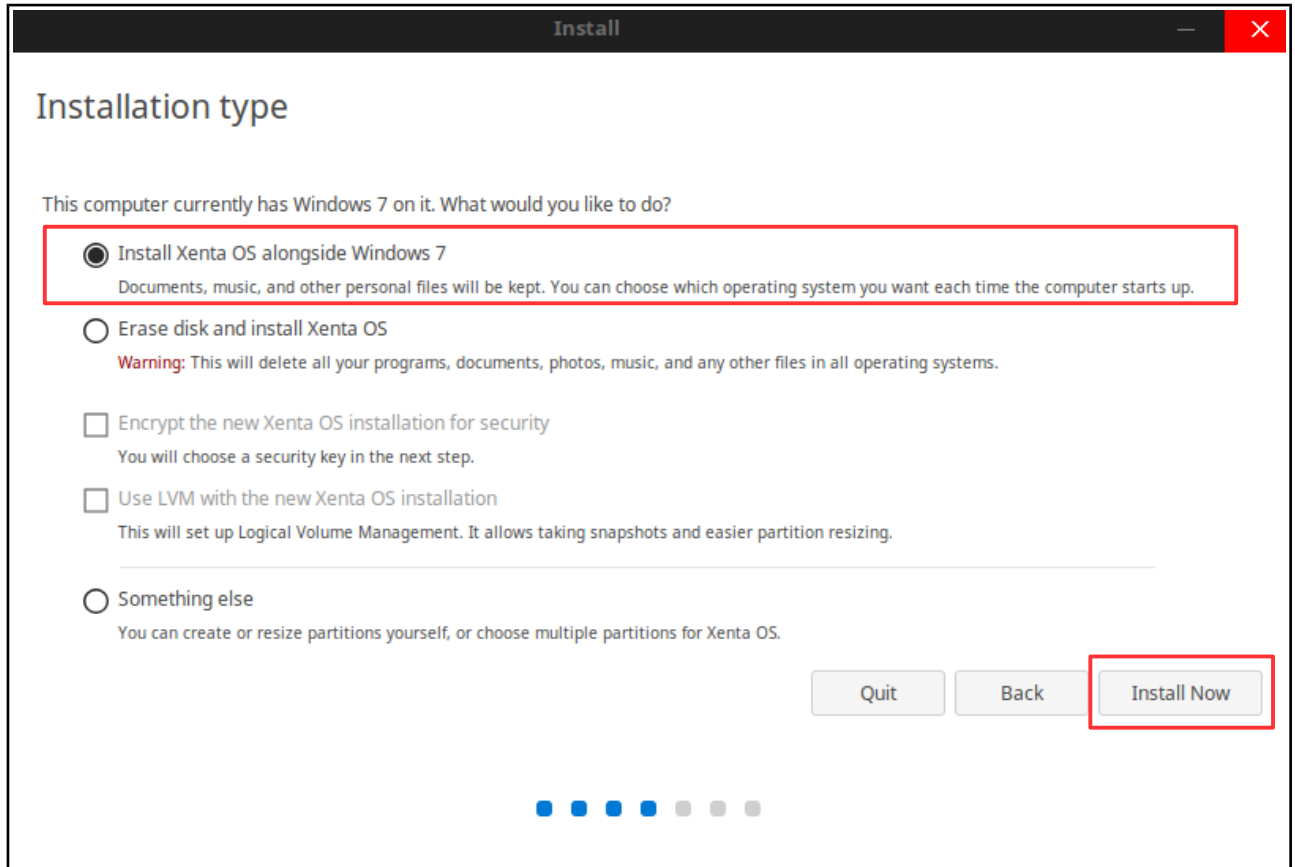 Install
Installation type
This computer currently has Windows 7 on it. What would you like to do?
Install Xenta OS alongside Windows 7
Documents, music, and other personal files will be kept. You can choose which operating system you want each time the computer starts up.
Erase disk and install Xenta OS
Warning: This will delete all your programs, documents, photos, music, and any other files in all operating systems.
Encrypt the new Xenta OS installation for security
You will choose a security key in the next step.
Use LVM with the new Xenta OS installation
This will set up Logical Volume Management. It allows taking snapshots and easier partition resizing.
Something else
You can create or resize partitions yourself, or choose multiple partitions for Xenta OS.
Quit Back Install Now